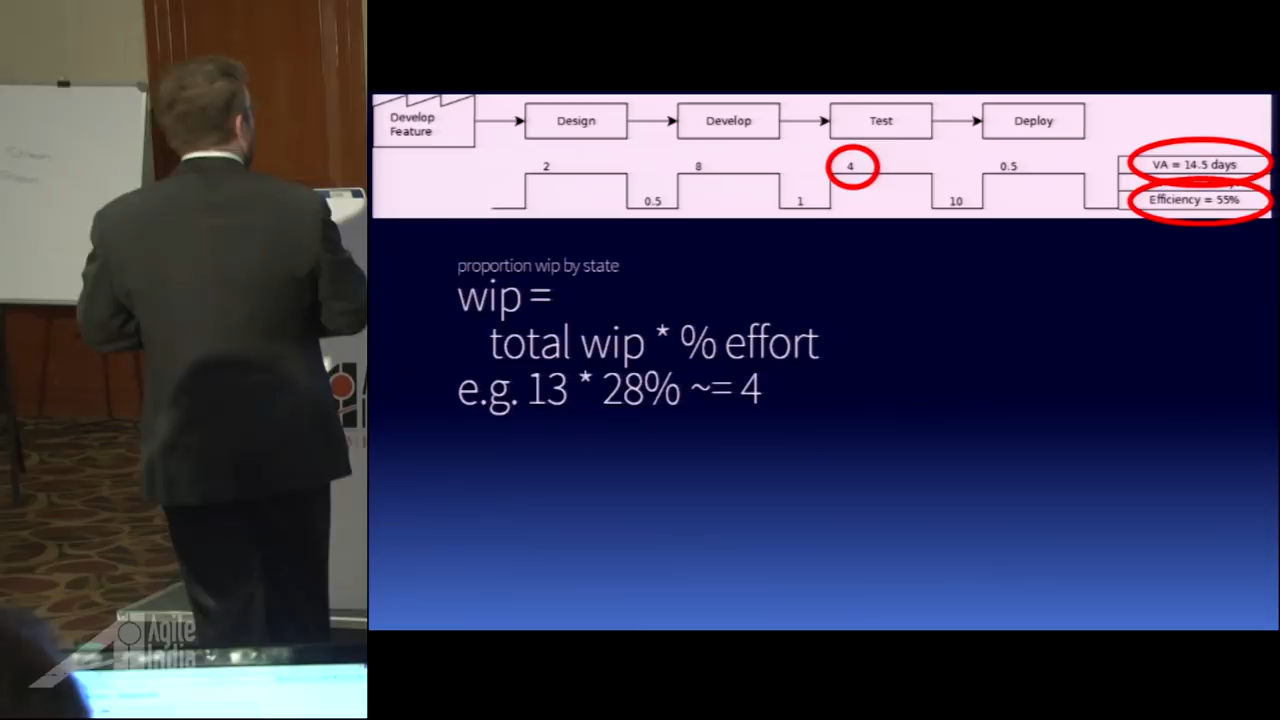 Develop
Feature
Design
Develop
Test
Deploy
2
8
4
0.5
0.5
1
10
VA = 14.5 days
Efficiency = 55%
proportion wip by state
wip =
total wip * % effort
e.g. 13 * 28% ~= 4
Agile
India